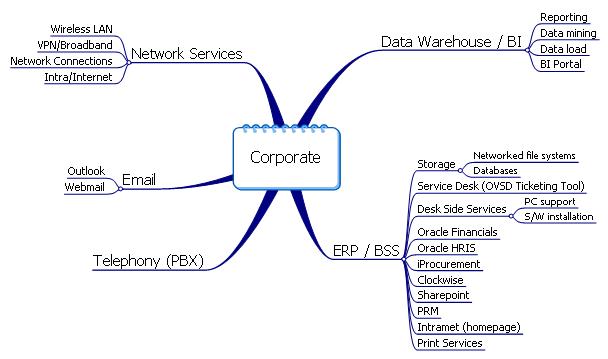 Corporate
Network Services
Wireless LAN
VPN/Broadband
Network Connections
Intra/Internet
Data Warehouse / BI
Reporting
Data mining
Data load
BI Portal
Email
Outlook
Webmail
Telephony (PBX)
ERP / BSS
Storage
Networked file systems
Databases
Service Desk (OVSD Ticketing Tool)
Desk Side Services
PC support
S/W installation
Oracle Financials
Oracle HRIS
iProcurement
Clockwise
Sharepoint
PRM
Intramet (homepage)
Print Services